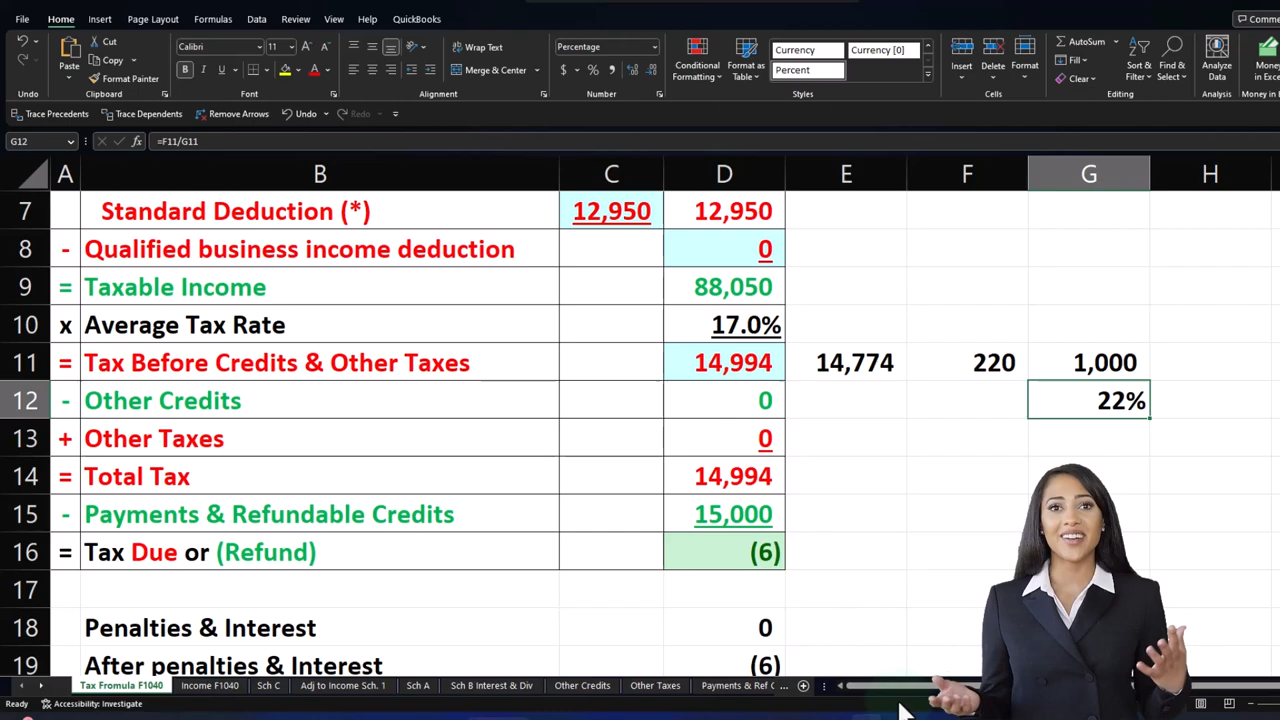 File Home Insert Page Layout Formulas Data Review View Help QuickBooks
Cut Calibri 11 Wrap Text Percentage AutoSum
Paste Copy Merge & Center Conditional Formatting Format as Table Currency Currency [0] Percent Insert Delete Format Fill Sort & Filter Find & Select Analyze Data
Format Painter Clear
Undo Clipboard Font Alignment Number Styles Cells Editing Analysis
Trace Precedents Trace Dependents Remove Arrows Undo Redo
G12 fx =F11/G11
A B C D E F G H
7 Standard Deduction (*) 12,950 12,950
8 - Qualified business income deduction 0
9 = Taxable Income 88,050
10 x Average Tax Rate 17.0%
11 = Tax Before Credits & Other Taxes 14,994 14,774 220 1,000
12 - Other Credits 0 22%
13 + Other Taxes 0
14 = Total Tax 14,994
15 - Payments & Refundable Credits 15,000
16 = Tax Due or (Refund) (6)
17
18 Penalties & Interest 0
19 After penalties & Interest (6)
Tax Fromula F1040 Income F1040 Sch C Adj to Income Sch. 1 Sch A Sch B Interest & Div Other Credits Other Taxes Payments & Ref C ...
Ready Accessibility: Investigate